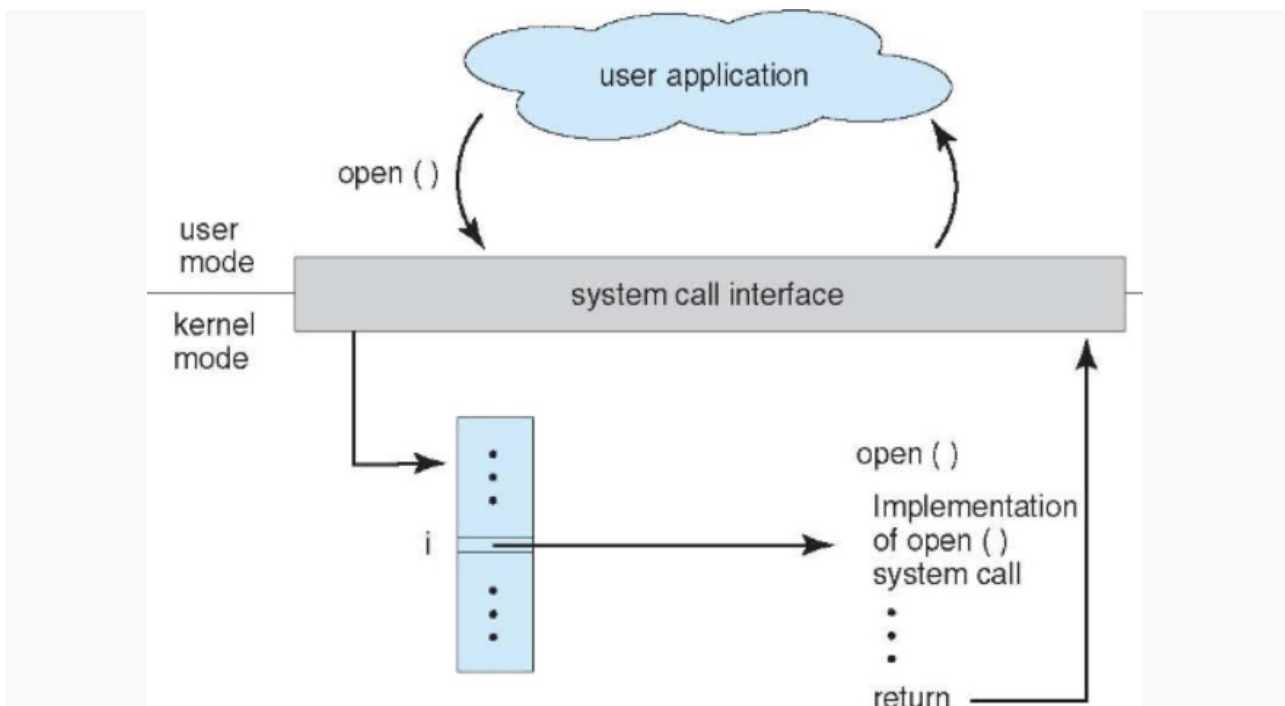 user application
open ( )
user
mode
system call interface
kernel
mode
open ( )
Implementation
i
of open ( )
system call
return